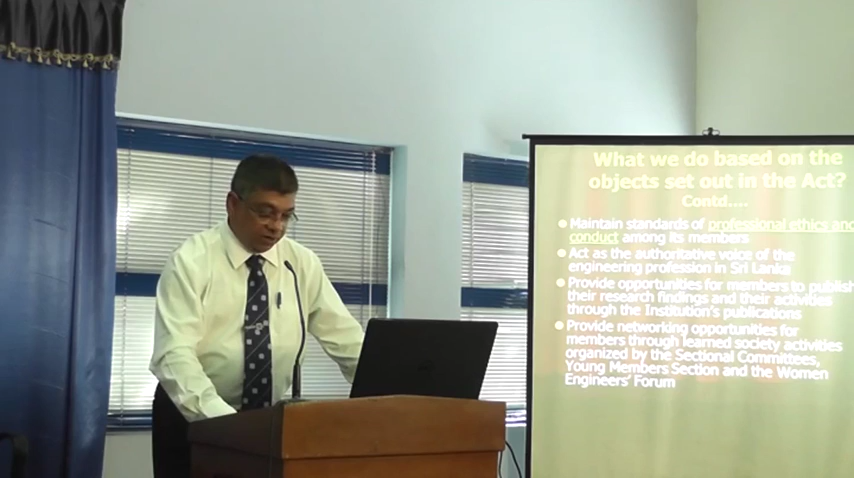 What we do based on the
objects set out in the Act?
Contd....
Maintain standards of professional ethics and
conduct among its members
Act as the authoritative voice of the
engineering profession in Sri Lanka
Provide opportunities for members to publish
their research findings and their activities
through the Institution's publications
Provide networking opportunities for
members through learned society activities
organized by the Sectional Committees,
Young Members Section and the Women
Engineers' Forum